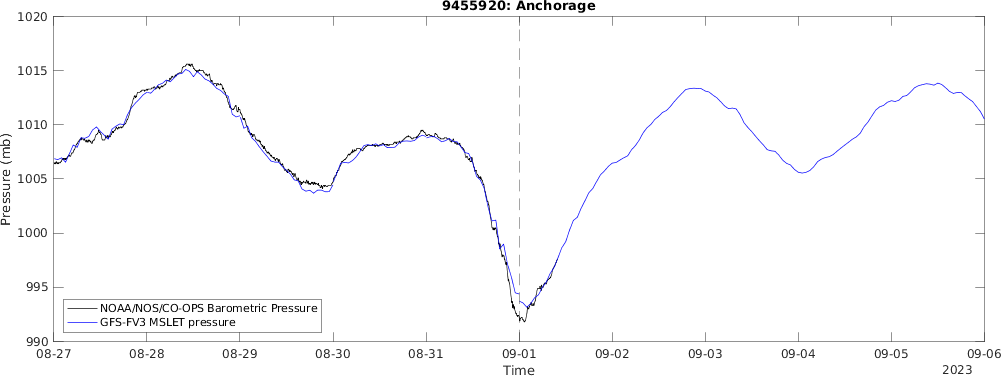 9455920: Anchorage
1020
1015
1010
1005
1000
995
990
Pressure (mb)
NOAA/NOS/CO-OPS Barometric Pressure
GFS-FV3 MSLET pressure
08-27 08-28 08-29 08-30 08-31 09-01 09-02 09-03 09-04 09-05 09-06
Time
2023